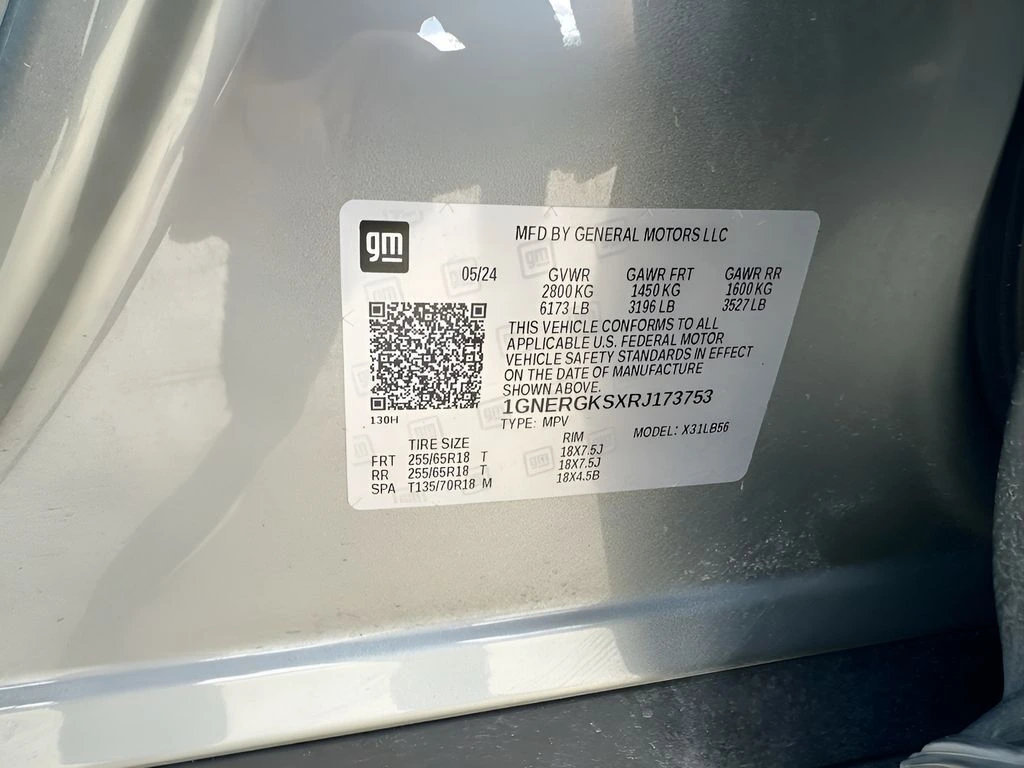 gm
MFD BY GENERAL MOTORS LLC
05/24 GVWR GAWR FRT GAWR RR
2800 KG 1450 KG 1600 KG
6173 LB 3196 LB 3527 LB
THIS VEHICLE CONFORMS TO ALL
APPLICABLE U.S. FEDERAL MOTOR
VEHICLE SAFETY STANDARDS IN EFFECT
ON THE DATE OF MANUFACTURE
SHOWN ABOVE.
1GNERGKSXRJ173753
130H
TYPE: MPV MODEL: X31LB56
TIRE SIZE RIM
FRT 255/65R18 T 18X7.5J
RR 255/65R18 T 18X7.5J
SPA T135/70R18 M 18X4.5B